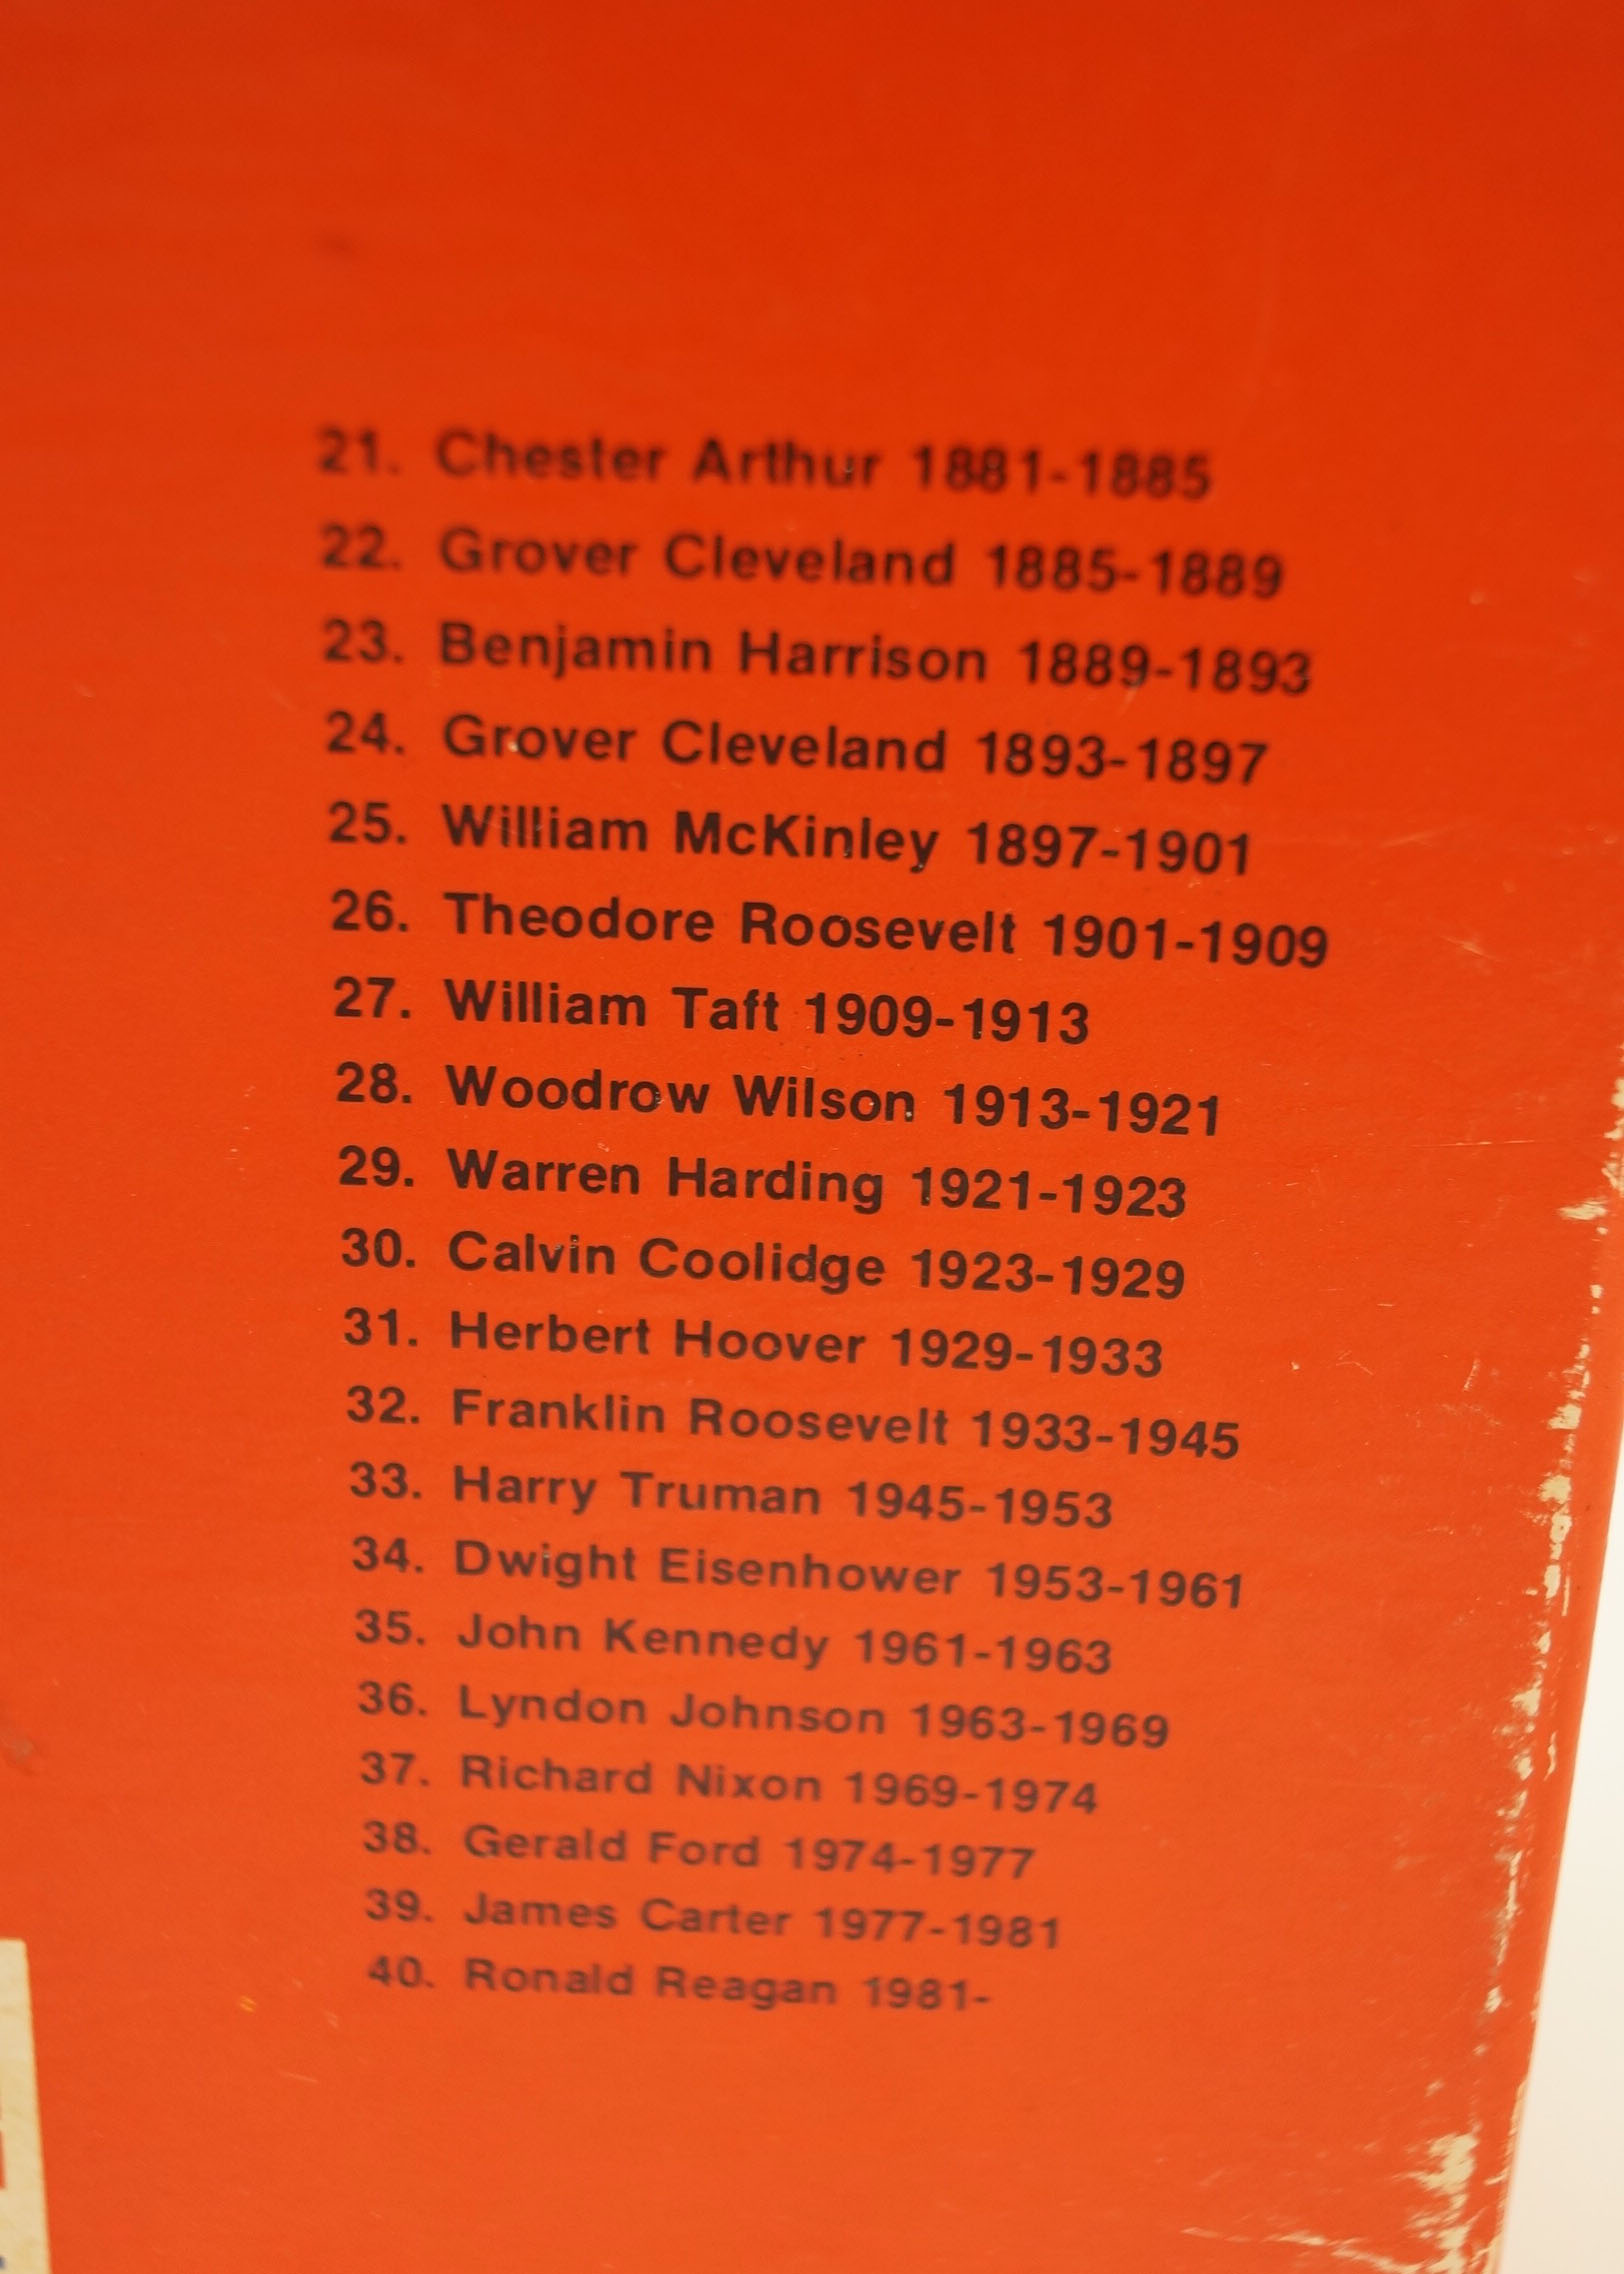 21. Chester Arthur 1881-1885
22. Grover Cleveland 1885-1889
23. Benjamin Harrison 1889-1893
24. Grover Cleveland 1893-1897
25. William McKinley 1897-1901
26. Theodore Roosevelt 1901-1909
27. William Taft 1909-1913
28. Woodrow Wilson 1913-1921
29. Warren Harding 1921-1923
30. Calvin Coolidge 1923-1929
31. Herbert Hoover 1929-1933
32. Franklin Roosevelt 1933-1945
33. Harry Truman 1945-1953
34. Dwight Eisenhower 1953-1961
35. John Kennedy 1961-1963
36. Lyndon Johnson 1963-1969
37. Richard Nixon 1969-1974
38. Gerald Ford 1974-1977
39. James Carter 1977-1981
40. Ronald Reagan 1981-